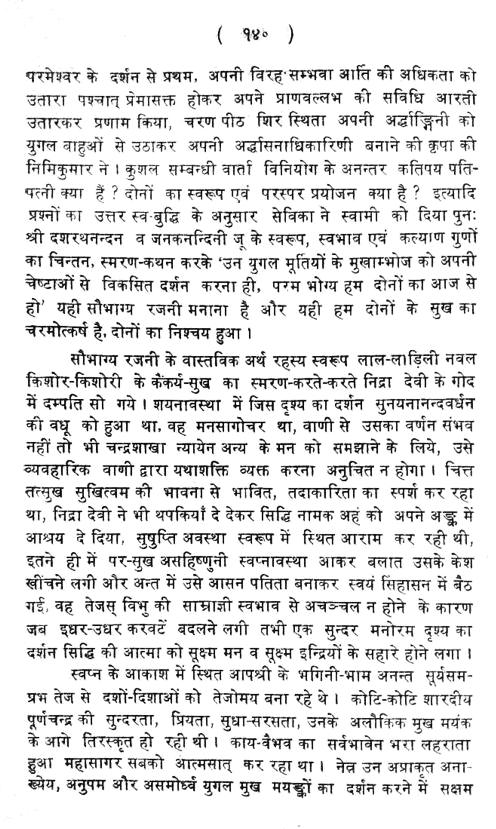 ( १४० )
परमेश्वर के दर्शन से प्रथम, अपनी विरह-सम्भवा आर्ति की अधिकता को
उतारा पश्चात् प्रेमासक्त होकर अपने प्राणवल्लभ की सविधि आरती
उतारकर प्रणाम किया, चरण पीठ शिर स्थिता अपनी अर्द्धाङ्गिनी को
युगल वाहुओं से उठाकर अपनी अर्द्धासनाधिकारिणी बनाने की कृपा की
निमिकुमार ने । कुशल सम्बन्धी वार्ता विनियोग के अनन्तर कतिपय पति-
पत्नी क्या हैं ? दोनों का स्वरूप एवं परस्पर प्रयोजन क्या है ? इत्यादि
प्रश्नों का उत्तर स्व-बुद्धि के अनुसार सेविका ने स्वामी को दिया पुनः
श्री दशरथनन्दन व जनकनन्दिनी जू के स्वरूप, स्वभाव एवं कल्याण गुणों
का चिन्तन, स्मरण-कथन करके 'उन युगल मूर्तियों के मुखाम्भोज को अपनी
चेष्टाओं से विकसित दर्शन करना ही, परम भोग्य हम दोनों का आज से
हो' यही सौभाग्य रजनी मनाना है और यही हम दोनों के सुख का
चरमोत्कर्ष है, दोनों का निश्चय हुआ ।
सौभाग्य रजनी के वास्तविक अर्थ रहस्य स्वरूप लाल-लाड़िली नवल
किशोर-किशोरी के कैंकर्य-सुख का स्मरण-करते-करते निद्रा देवी के गोद
में दम्पति सो गये । शयनावस्था में जिस दृश्य का दर्शन सुनयनानन्दवर्धन
की वधू को हुआ था, वह मनसागोचर था, वाणी से उसका वर्णन संभव
नहीं तो भी चन्द्रशाखा न्यायेन अन्य के मन को समझाने के लिये, उसे
व्यवहारिक वाणी द्वारा यथाशक्ति व्यक्त करना अनुचित न होगा । चित्त
तत्सुख सुखित्वम की भावना से भावित, तदाकारिता का स्पर्श कर रहा
था, निद्रा देवी ने भी थपकियाँ दे देकर सिद्धि नामक अहं को अपने अङ्क में
आश्रय दे दिया, सुषुप्ति अवस्था स्वरूप में स्थित आराम कर रही थी,
इतने ही में पर-सुख असहिष्णुनी स्वप्नावस्था आकर बलात उसके केश
खींचने लगी और अन्त में उसे आसन पतिता बनाकर स्वयं सिंहासन में बैठ
गई, वह तेजस् विभु की साम्राज्ञी स्वभाव से अचञ्चल न होने के कारण
जब इधर-उधर करवटें बदलने लगी तभी एक सुन्दर मनोरम दृश्य का
दर्शन सिद्धि की आत्मा को सूक्ष्म मन व सूक्ष्म इन्द्रियों के सहारे होने लगा ।
स्वप्न के आकाश में स्थित आपश्री के भगिनी-भाम अनन्त सूर्यसम-
प्रभ तेज से दशों-दिशाओं को तेजोमय बना रहे थे । कोटि-कोटि शारदीय
पूर्णचन्द्र की सुन्दरता, प्रियता, सुधा-सरसता, उनके अलौकिक मुख मयंक
के आगे तिरस्कृत हो रही थी । काय-वैभव का सर्वभावेन भरा लहराता
हुआ महासागर सबको आत्मसात् कर रहा था । नेत्र उन अप्राकृत अना-
ख्येय, अनुपम और असमोर्ध्व युगल मुख मयङ्कों का दर्शन करने में सक्षम